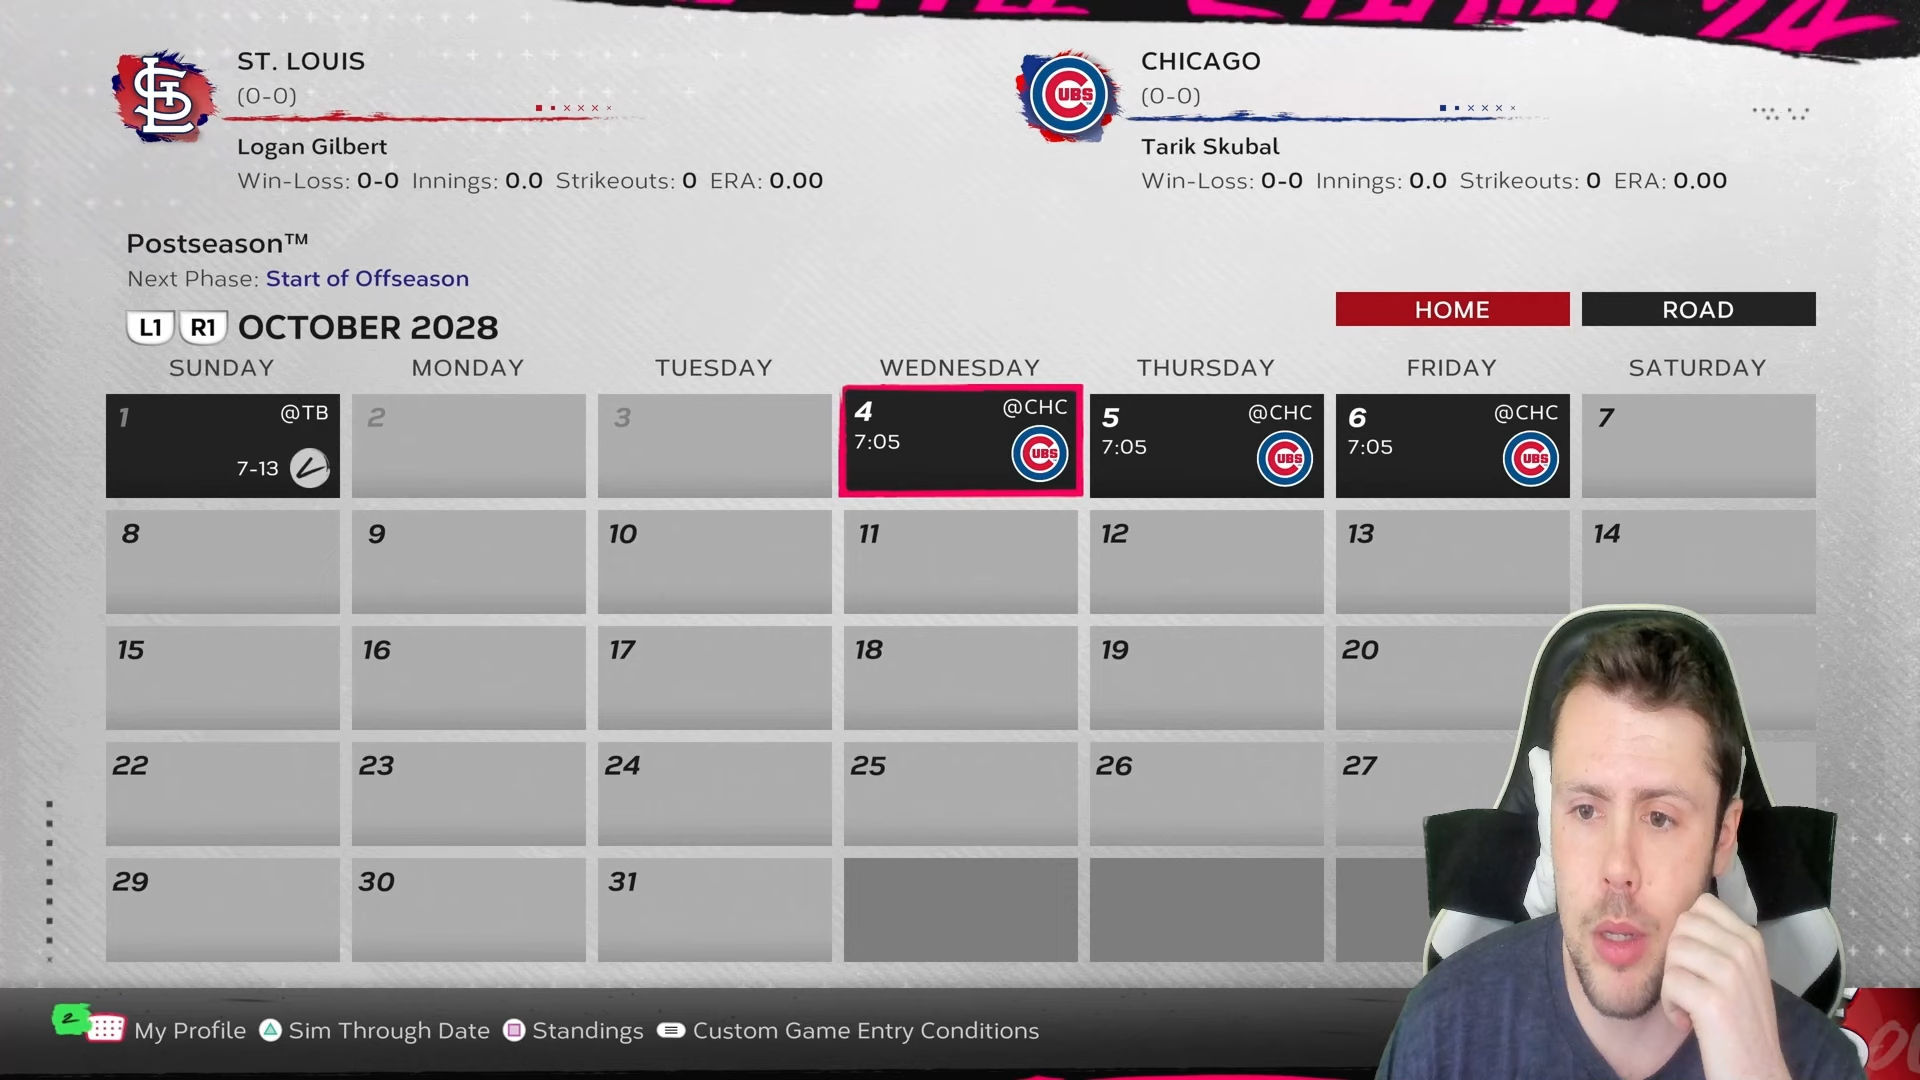 ST. LOUIS
(0-0)
Logan Gilbert
Win-Loss: 0-0 Innings: 0.0 Strikeouts: 0 ERA: 0.00
CHICAGO
(0-0)
Tarik Skubal
Win-Loss: 0-0 Innings: 0.0 Strikeouts: 0 ERA: 0.00
CUBS
Postseason™
Next Phase: Start of Offseason
L1 R1 OCTOBER 2028
HOME ROAD
SUNDAY MONDAY TUESDAY WEDNESDAY THURSDAY FRIDAY SATURDAY
1 @TB 2 3 4 @CHC 5 @CHC 6 @CHC 7
7-13 7:05 CUBS 7:05 CUBS 7:05 CUBS
8 9 10 11 12 13 14
15 16 17 18 19 20
22 23 24 25 26 27
29 30 31
2 My Profile Sim Through Date Standings Custom Game Entry Conditions